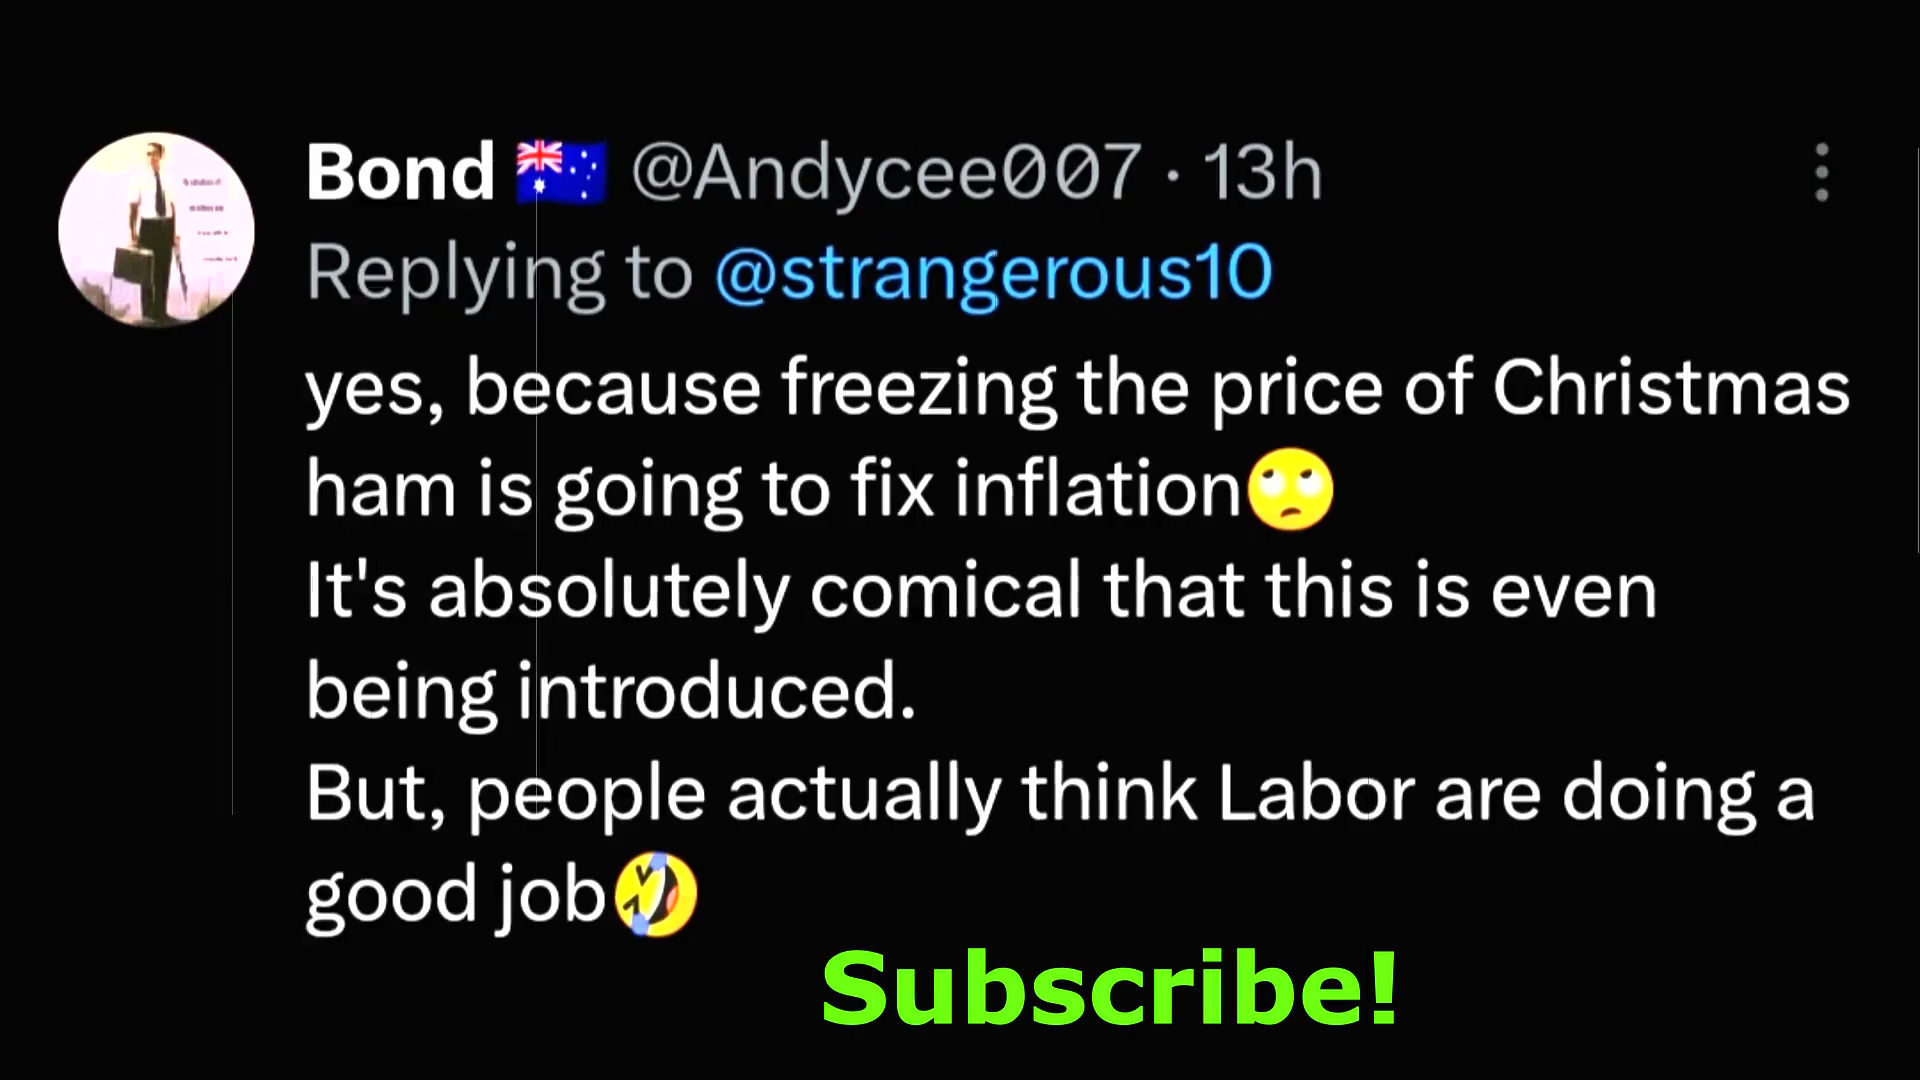 Bond 🇦🇺 @Andycee007 · 13h
Replying to @strangerous10
yes, because freezing the price of Christmas
ham is going to fix inflation🙄
It's absolutely comical that this is even
being introduced.
But, people actually think Labor are doing a
good job🤣
Subscribe!